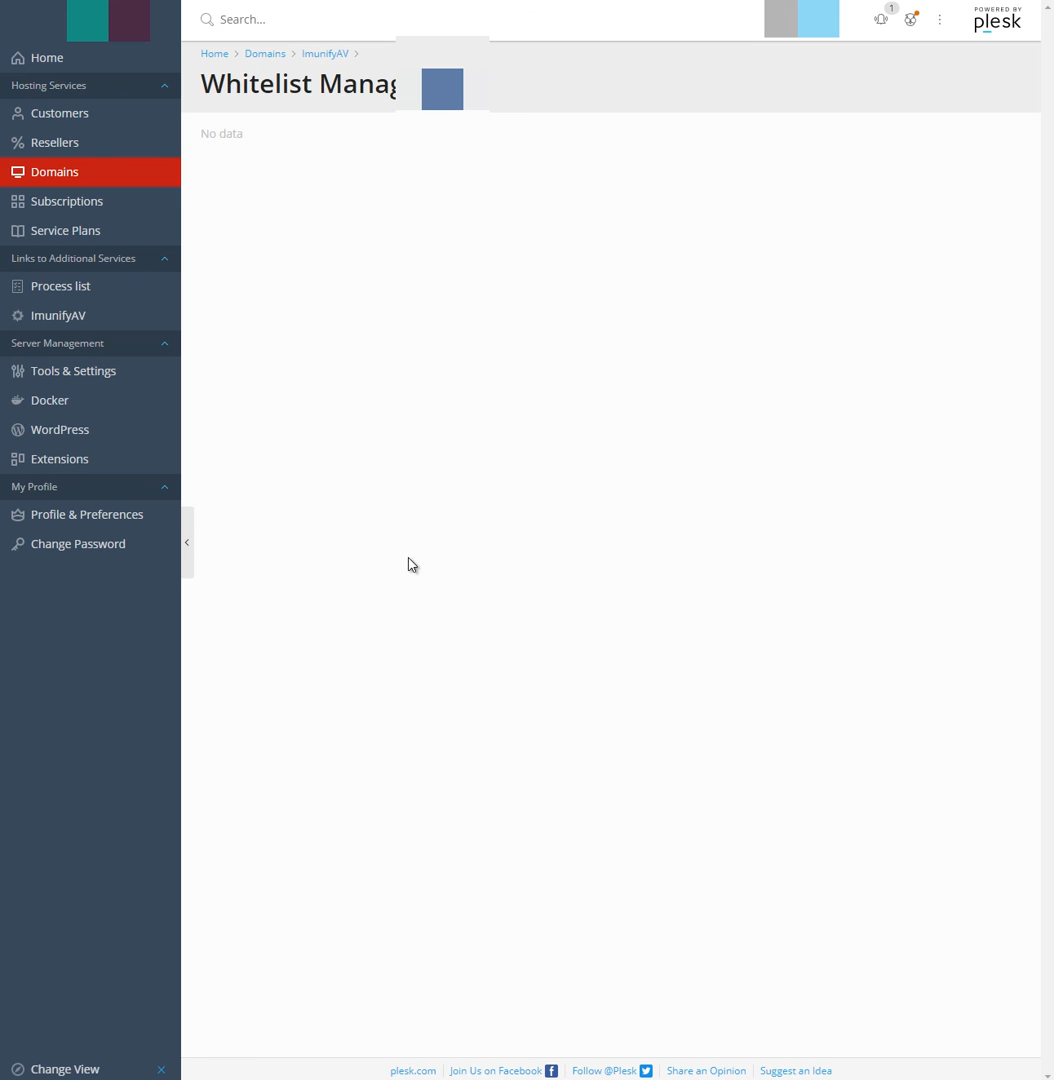 Search...
1
POWERED BY
plesk
Home
Hosting Services
Customers
Resellers
Domains
Subscriptions
Service Plans
Links to Additional Services
Process list
ImunifyAV
Server Management
Tools & Settings
Docker
WordPress
Extensions
My Profile
Profile & Preferences
Change Password
Change View
Home > Domains > ImunifyAV >
Whitelist Manag
No data
plesk.com Join Us on Facebook Follow @Plesk Share an Opinion Suggest an Idea